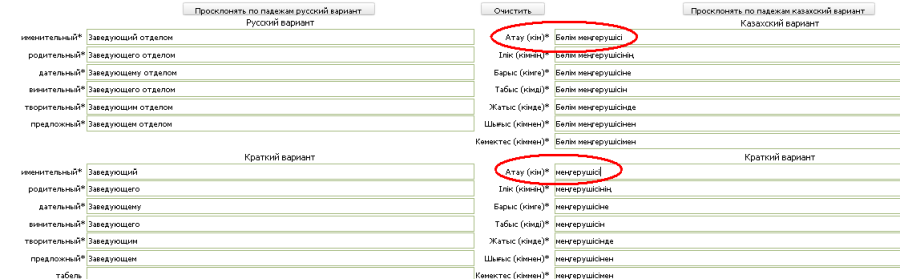 Просклонять по падежам русский вариант Очистить Просклонять по падежам казахский вариант
Русский вариант Казахский вариант
именительный* Заведующий отделом Атау (кім)* Бөлім меңгерушісі
родительный* Заведующего отделом Ілік (кімнің)* Бөлім меңгерушісінің
дательный* Заведующему отделом Барыс (кімге)* Бөлім меңгерушісіне
винительный* Заведующего отделом Табыс (кімді)* Бөлім меңгерушісін
творительный* Заведующим отделом Жатыс (кімде)* Бөлім меңгерушісінде
предложный* Заведующем отделом Шығыс (кімнен)* Бөлім меңгерушісінен
Көмектес (кіммен)* Бөлім меңгерушісімен
Краткий вариант Краткий вариант
именительный* Заведующий Атау (кім)* меңгерушісі
родительный* Заведующего Ілік (кімнің)* меңгерушісінің
дательный* Заведующему Барыс (кімге)* меңгерушісіне
винительный* Заведующего Табыс (кімді)* меңгерушісін
творительный* Заведующим Жатыс (кімде)* меңгерушісінде
предложный* Заведующем Шығыс (кімнен)* меңгерушісінен
табель Көмектес (кіммен)* меңгерушісімен